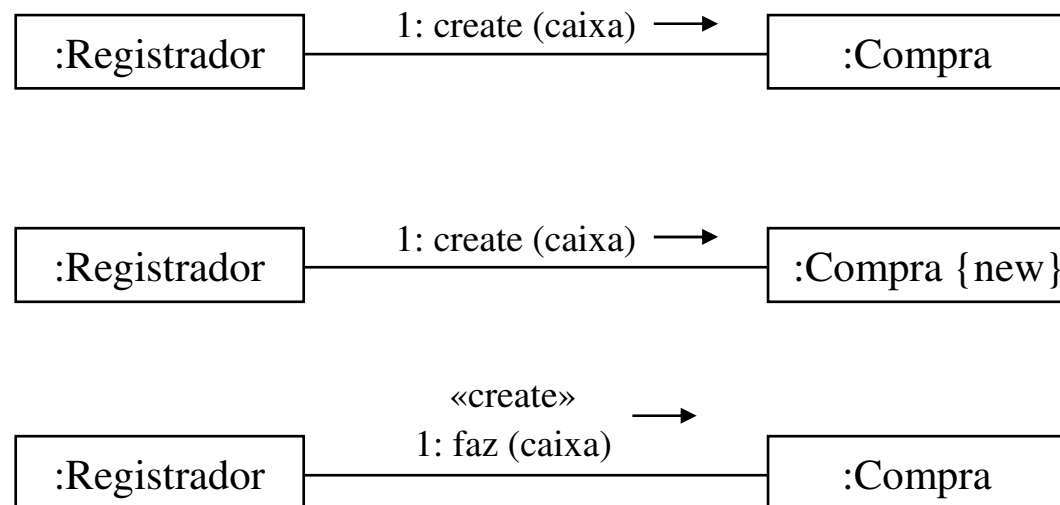 1: create (caixa)
:Registrador :Compra
1: create (caixa)
:Registrador :Compra {new}
«create»
1: faz (caixa)
:Registrador :Compra